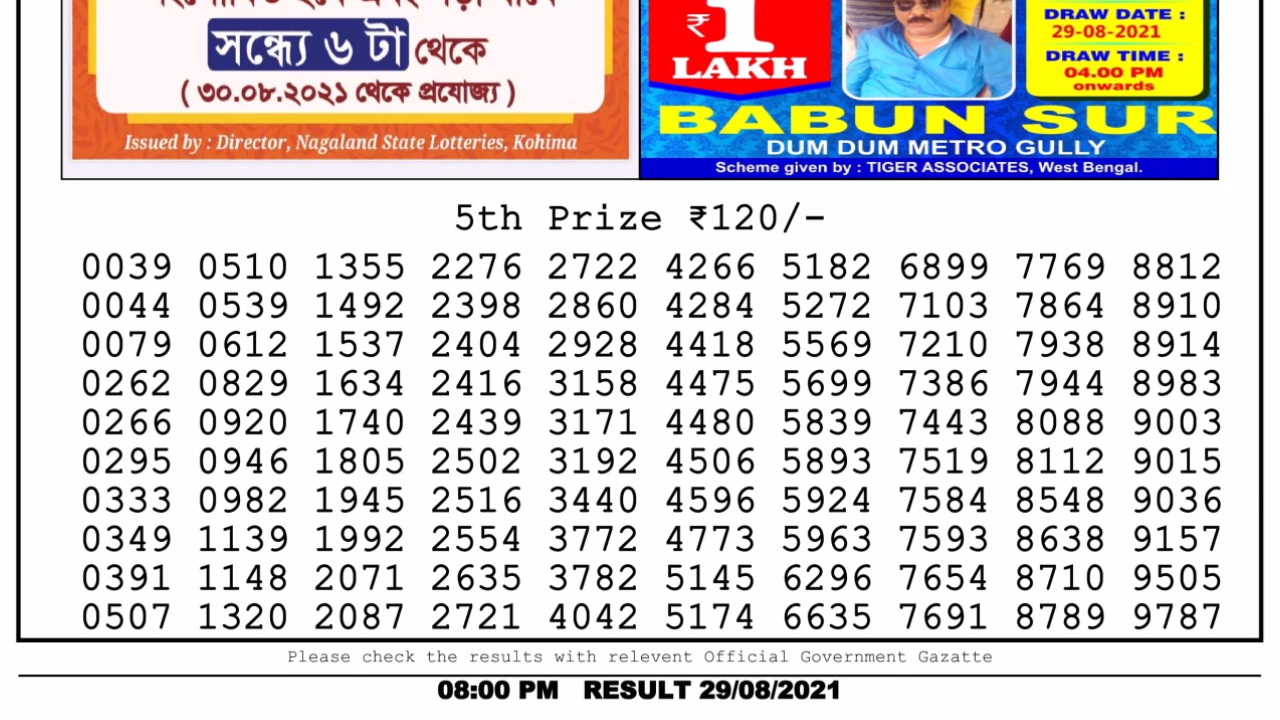 সন্ধ্যে ৬ টা থেকে
( ৩০.০৮.২০২১ থেকে প্রযোজ্য )
Issued by : Director, Nagaland State Lotteries, Kohima
₹ 1
LAKH
DRAW DATE :
29-08-2021
DRAW TIME :
04.00 PM
onwards
BABUN SUR
DUM DUM METRO GULLY
Scheme given by : TIGER ASSOCIATES, West Bengal.
5th Prize ₹120/-
0039 0510 1355 2276 2722 4266 5182 6899 7769 8812
0044 0539 1492 2398 2860 4284 5272 7103 7864 8910
0079 0612 1537 2404 2928 4418 5569 7210 7938 8914
0262 0829 1634 2416 3158 4475 5699 7386 7944 8983
0266 0920 1740 2439 3171 4480 5839 7443 8088 9003
0295 0946 1805 2502 3192 4506 5893 7519 8112 9015
0333 0982 1945 2516 3440 4596 5924 7584 8548 9036
0349 1139 1992 2554 3772 4773 5963 7593 8638 9157
0391 1148 2071 2635 3782 5145 6296 7654 8710 9505
0507 1320 2087 2721 4042 5174 6635 7691 8789 9787
Please check the results with relevent Official Government Gazatte
08:00 PM RESULT 29/08/2021